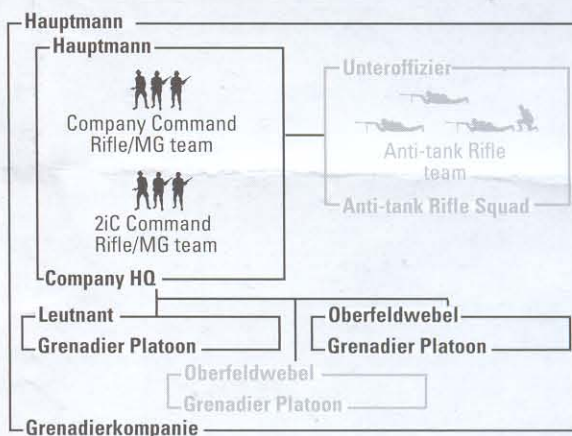 Hauptmann
Hauptmann
Company Command
Rifle/MG team
2iC Command
Rifle/MG team
Company HQ
Unteroffizier
Anti-tank Rifle
team
Anti-tank Rifle Squad
Leutnant
Grenadier Platoon
Oberfeldwebel
Grenadier Platoon
Oberfeldwebel
Grenadier Platoon
Grenadierkompanie